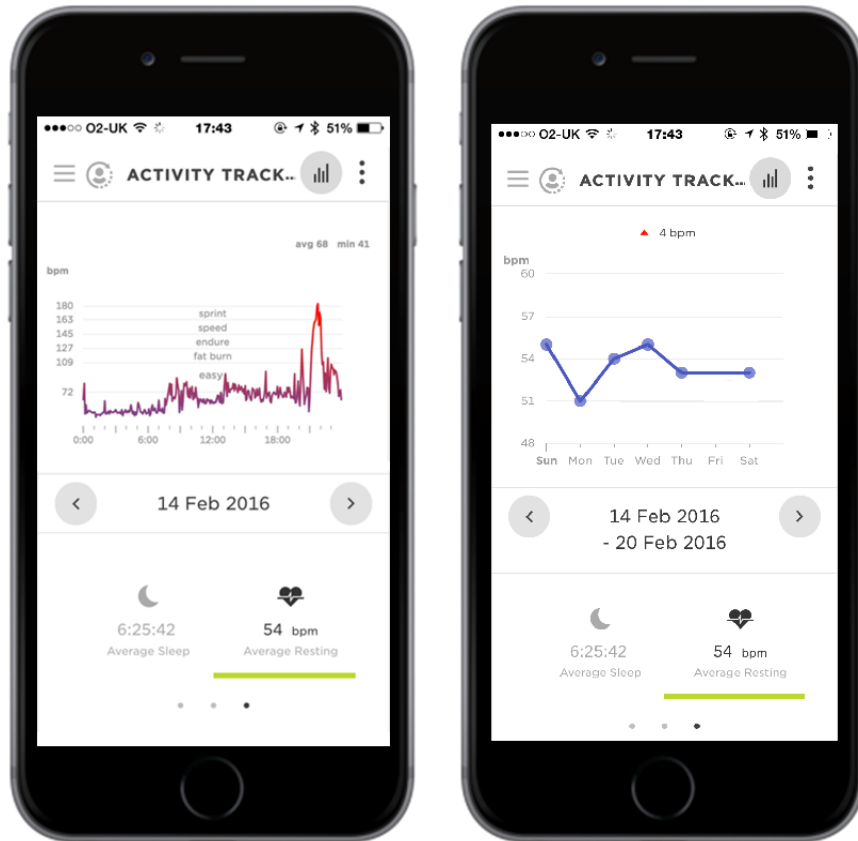 O2-UK 17:43 51%
ACTIVITY TRACK...
avg 68 min 41
bpm
180
163
145
127
109
72
sprint
speed
endure
fat burn
easy
0:00 6:00 12:00 18:00
14 Feb 2016
6:25:42
Average Sleep
54 bpm
Average Resting
O2-UK 17:43 51%
ACTIVITY TRACK...
4 bpm
bpm
60
57
54
51
48
Sun Mon Tue Wed Thu Fri Sat
14 Feb 2016
- 20 Feb 2016
6:25:42
Average Sleep
54 bpm
Average Resting